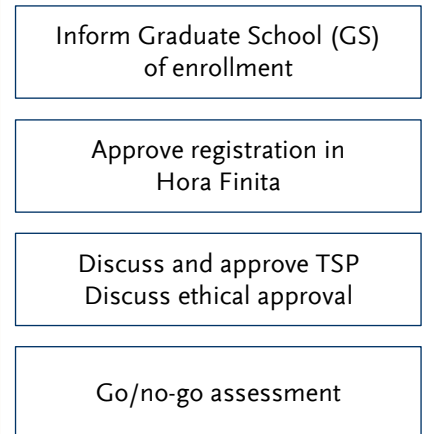 Inform Graduate School (GS)
of enrollment
Approve registration in
Hora Finita
Discuss and approve TSP
Discuss ethical approval
Go/no-go assessment